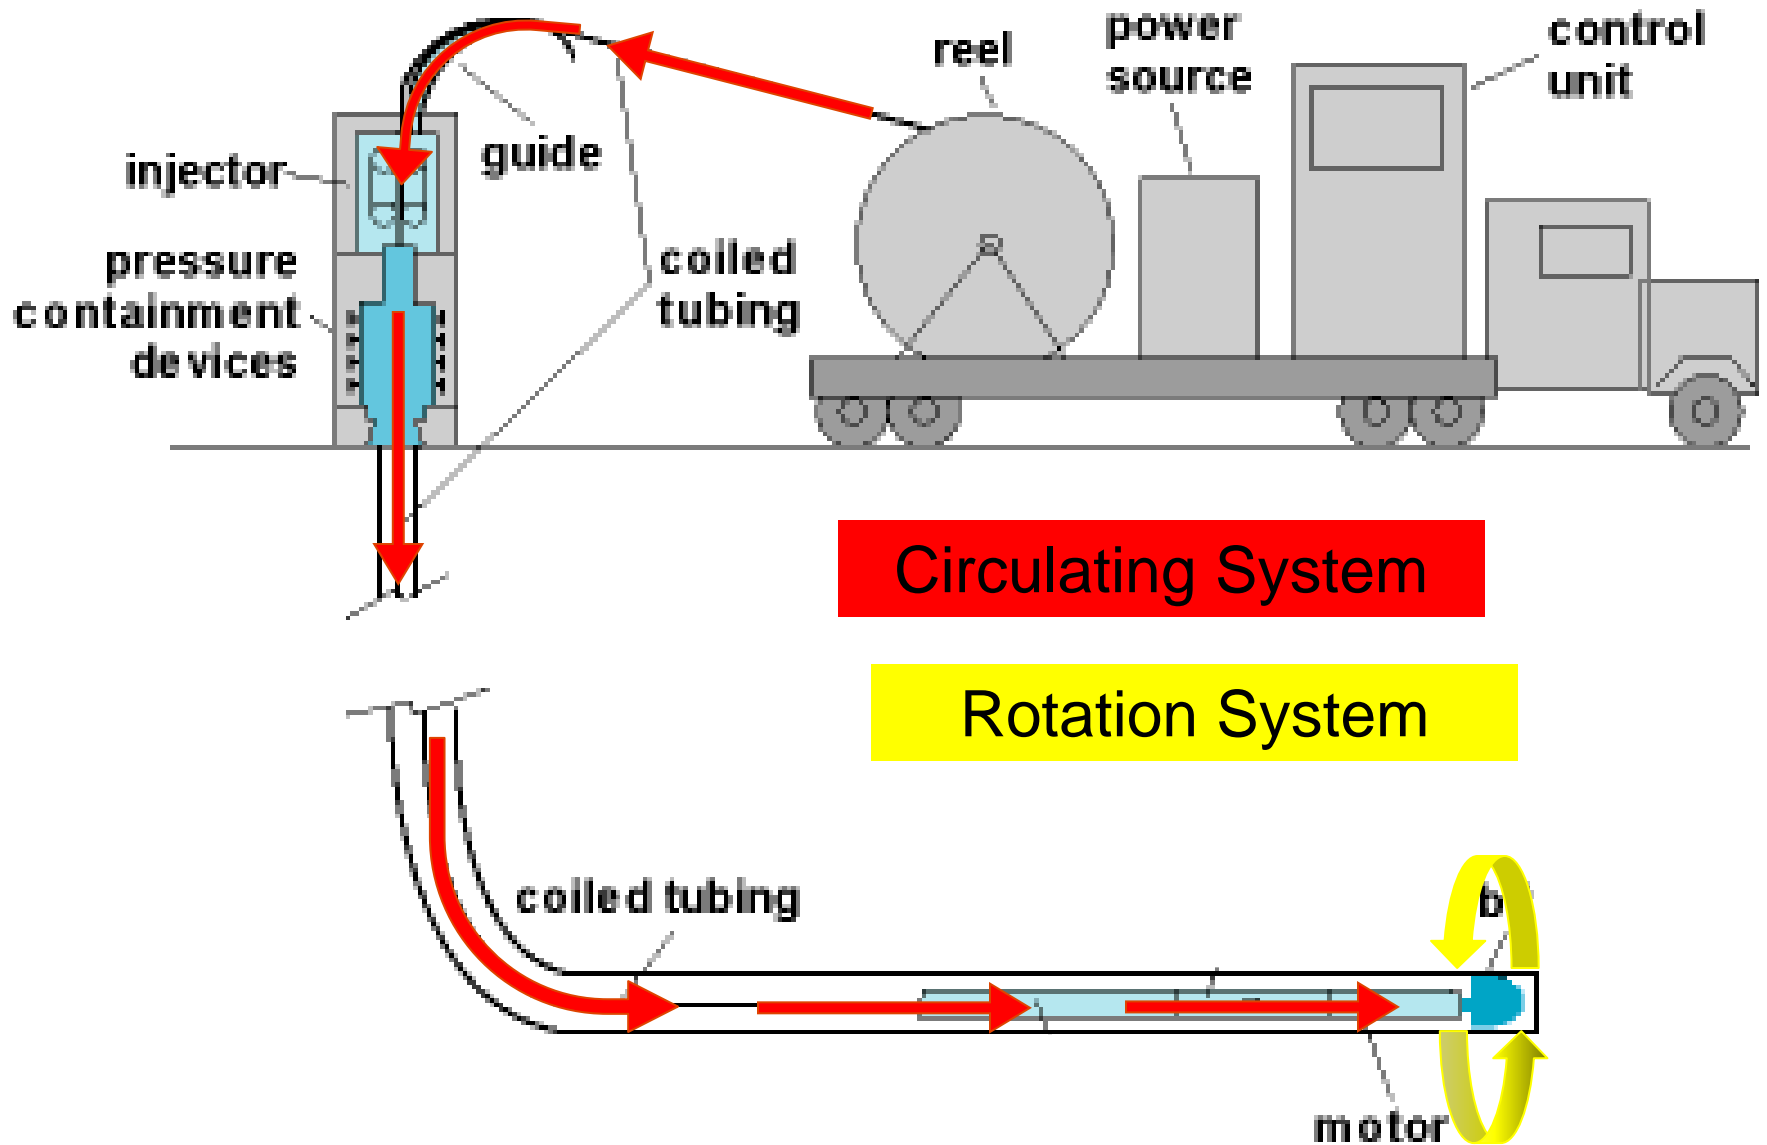 power
source
control
unit
reel
guide
injector
pressure
containment
devices
coiled
tubing
Circulating System
Rotation System
coiled tubing
motor